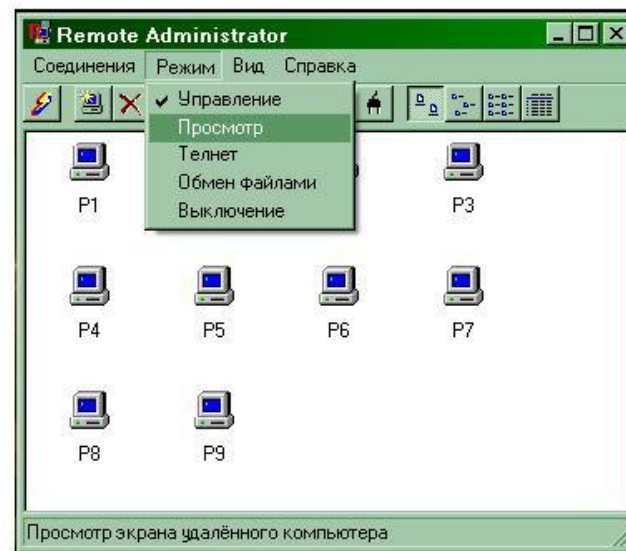 Remote Administrator
Соединения Режим Вид Справка
Управление
Просмотр
Телнет
Обмен файлами
Выключение
P1 P3
P4 P5 P6 P7
P8 P9
Просмотр экрана удалённого компьютера